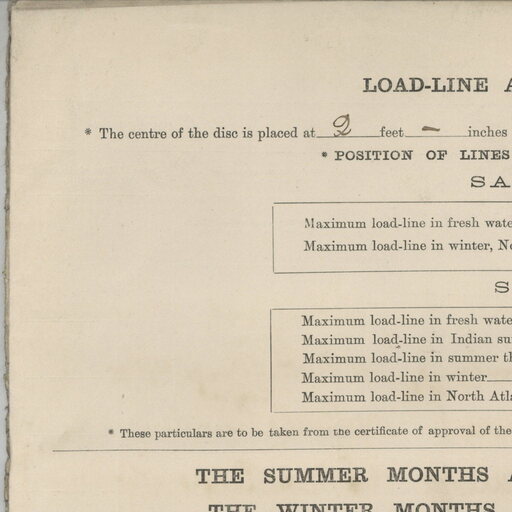 LOAD-LINE A
* The centre of the disc is placed at 2 feet - inches
* POSITION OF LINES
SA
Maximum load-line in fresh wate
Maximum load-line in winter, No
S
Maximum load-line in fresh wate
Maximum load-line in Indian su
Maximum load-line in summer th
Maximum load-line in winter
Maximum load-line in North Atl
* These particulars are to be taken from the certificate of approval of the
THE SUMMER MONTHS A
THE WINTER MONTHS